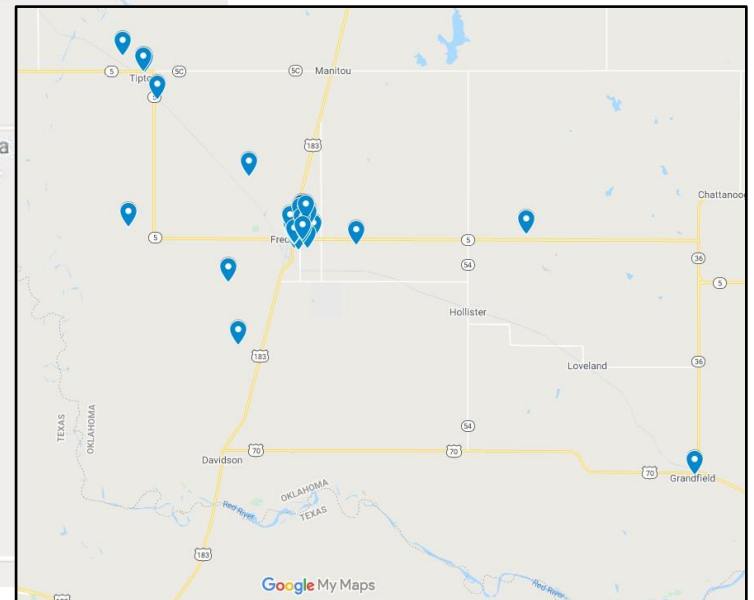 5
5C
5C
Manitou
Tipto
5
183
a
Chattanoo
5
Fred
5
54
36
5
Hollister
183
Loveland
36
TEXAS
OKLAHOMA
54
70
70
Davidson
70
Grandfield
OKLAHOMA
TEXAS
Red River
183
Google My Maps
Red River